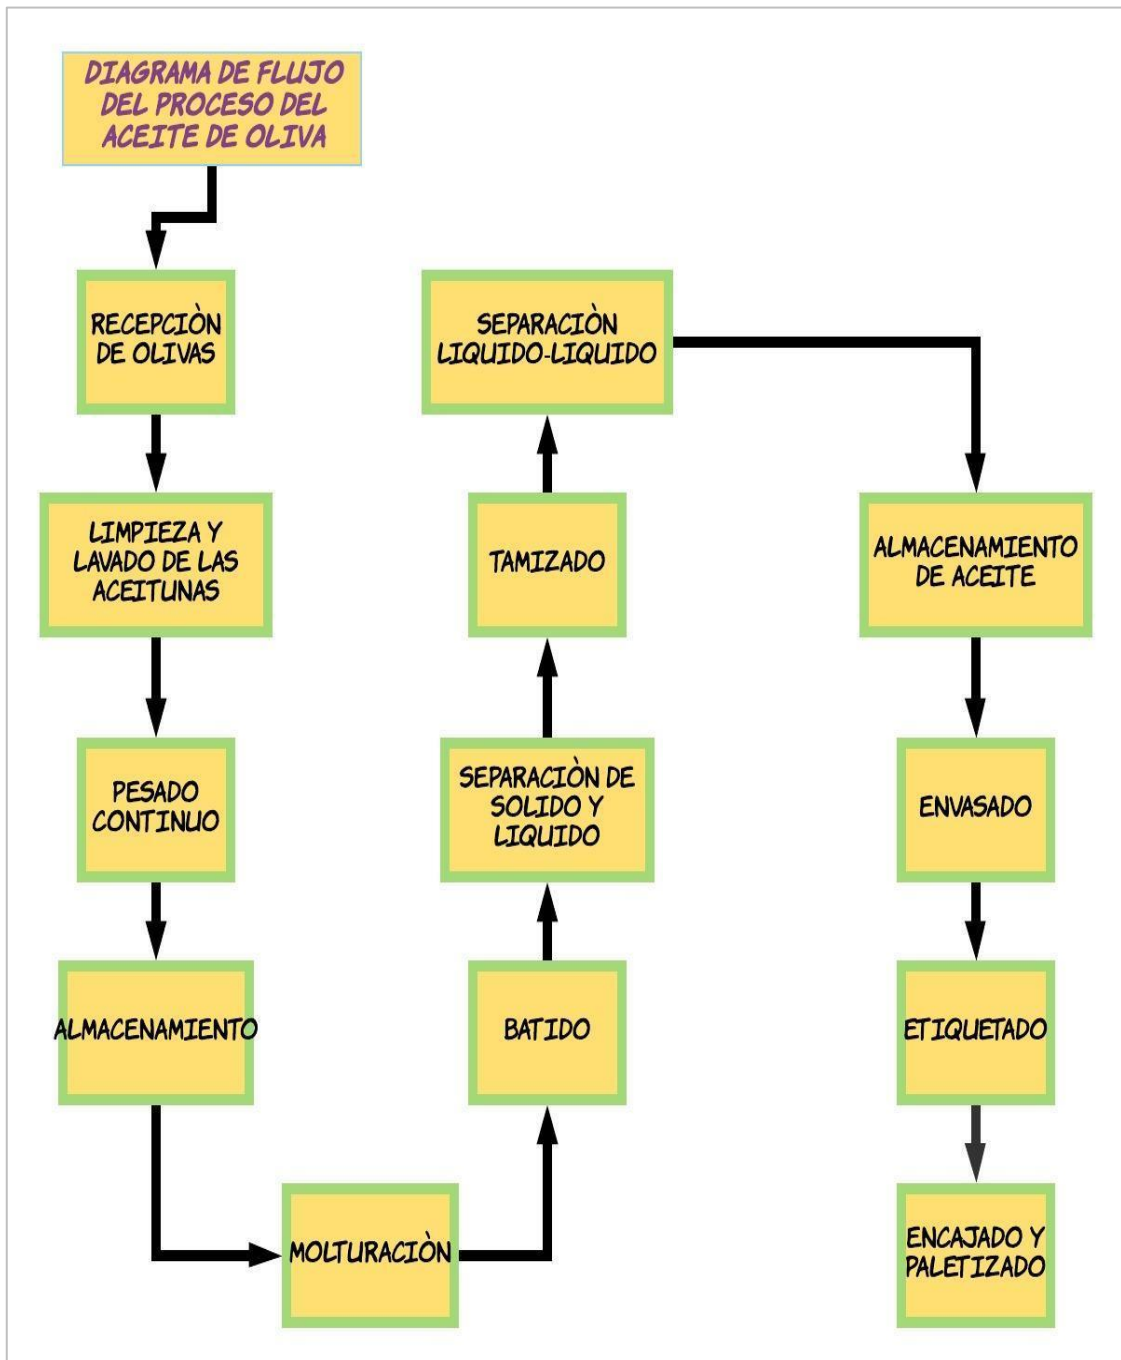 DIAGRAMA DE FLUJO
DEL PROCESO DEL
ACEITE DE OLIVA
RECEPCIÒN
DE OLIVAS
LIMPIEZA Y
LAVADO DE LAS
ACEITUNAS
PESADO
CONTINUO
ALMACENAMIENTO
MOLTURACIÒN
BATIDO
SEPARACIÒN DE
SOLIDO Y
LIQUIDO
TAMIZADO
SEPARACIÒN
LIQUIDO-LIQUIDO
ALMACENAMIENTO
DE ACEITE
ENVASADO
ETIQUETADO
ENCAJADO Y
PALETIZADO